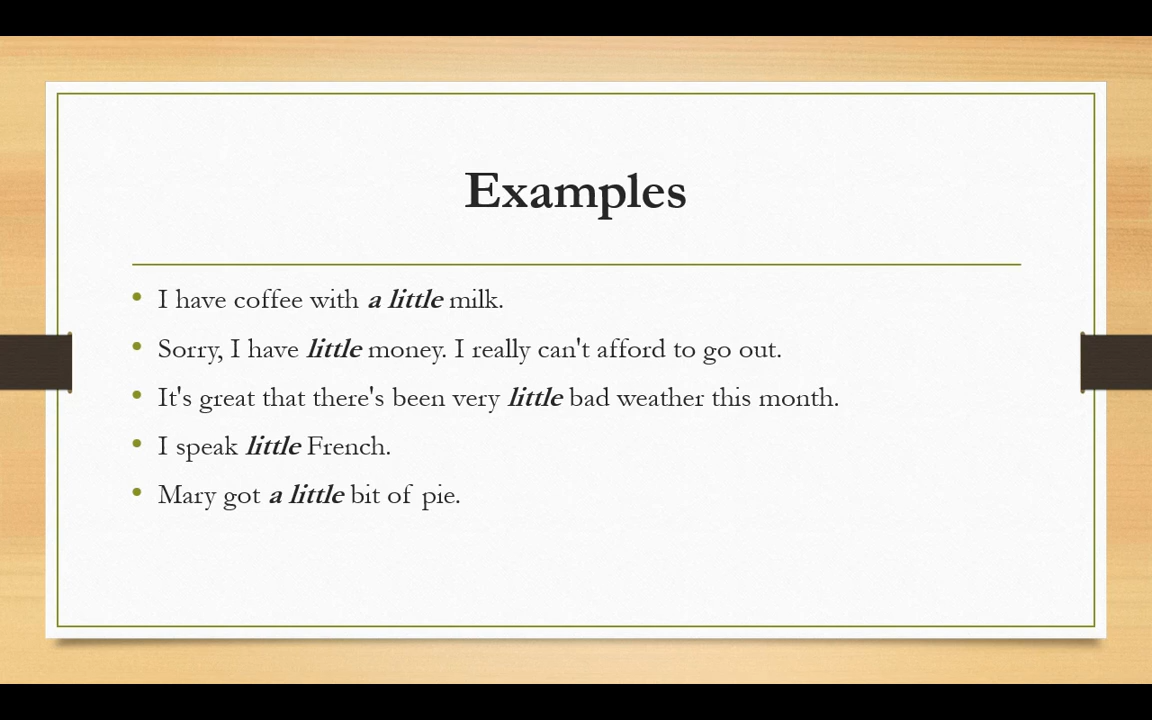 Examples
• I have coffee with a little milk.
• Sorry, I have little money. I really can't afford to go out.
• It's great that there's been very little bad weather this month.
• I speak little French.
• Mary got a little bit of pie.